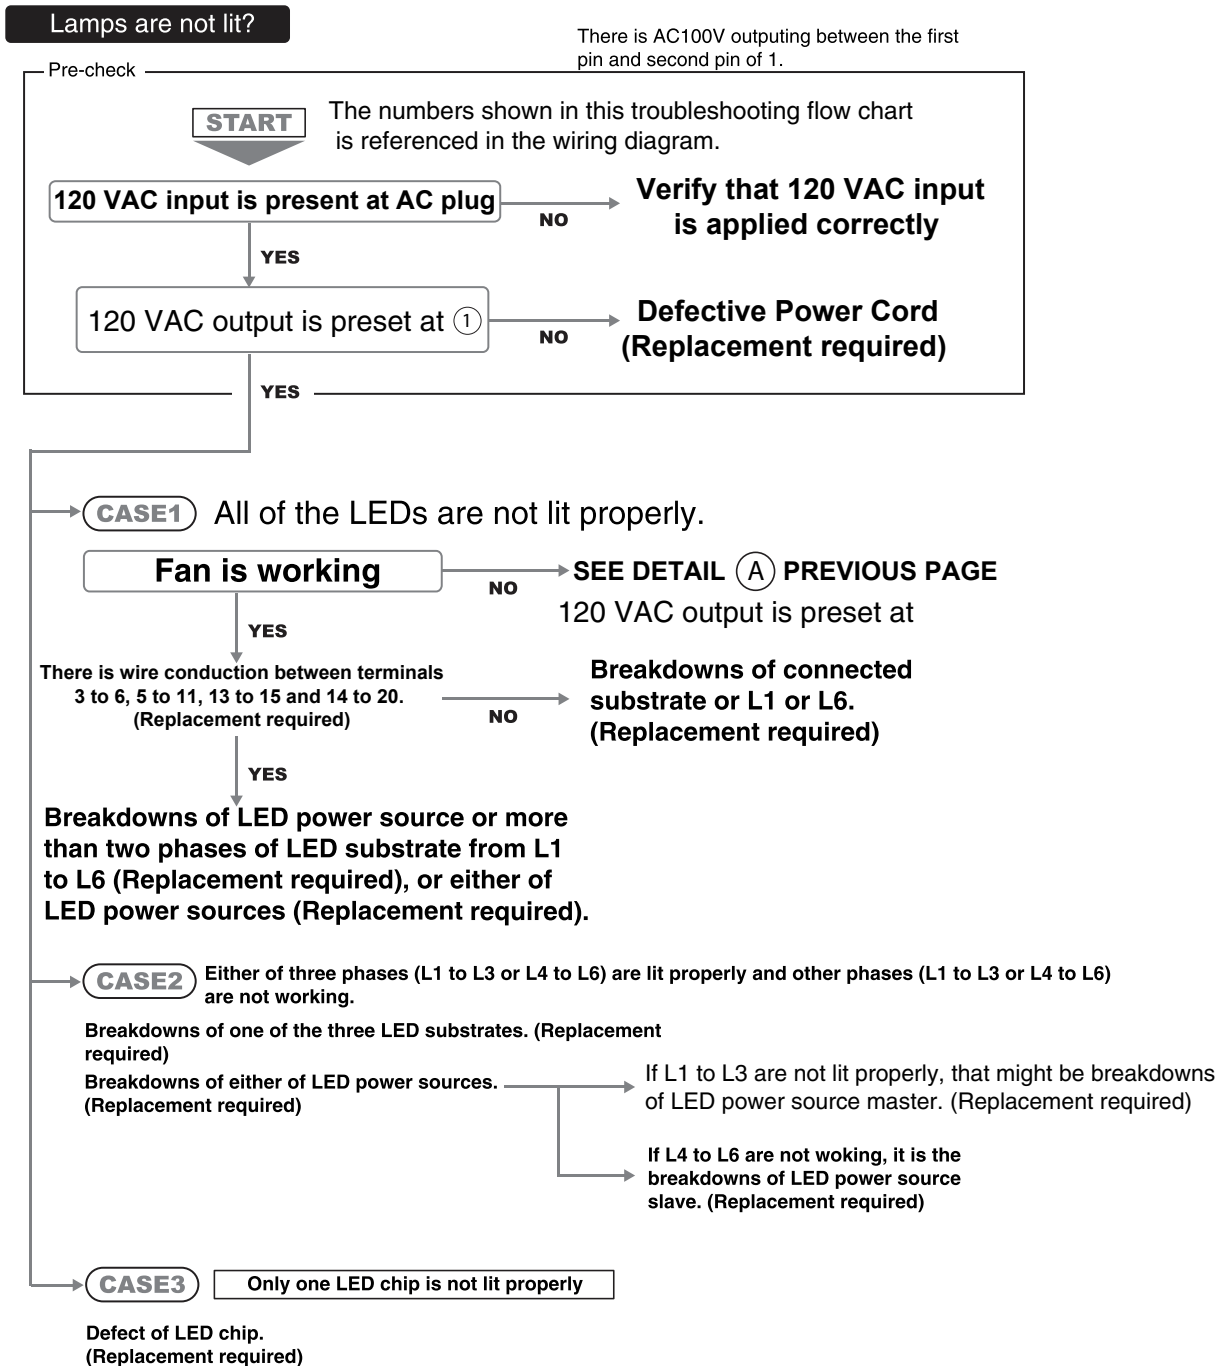 Lamps are not lit?
There is AC100V outputing between the first
pin and second pin of 1.
Pre-check
START
The numbers shown in this troubleshooting flow chart
is referenced in the wiring diagram.
120 VAC input is present at AC plug
NO
Verify that 120 VAC input
is applied correctly
YES
120 VAC output is preset at 1
NO
Defective Power Cord
(Replacement required)
YES
CASE1
All of the LEDs are not lit properly.
Fan is working
NO
SEE DETAIL A PREVIOUS PAGE
120 VAC output is preset at
YES
There is wire conduction between terminals
3 to 6, 5 to 11, 13 to 15 and 14 to 20.
(Replacement required)
NO
Breakdowns of connected
substrate or L1 or L6.
(Replacement required)
YES
Breakdowns of LED power source or more
than two phases of LED substrate from L1
to L6 (Replacement required), or either of
LED power sources (Replacement required).
CASE2
Either of three phases (L1 to L3 or L4 to L6) are lit properly and other phases (L1 to L3 or L4 to L6)
are not working.
Breakdowns of one of the three LED substrates. (Replacement
required)
Breakdowns of either of LED power sources.
(Replacement required)
If L1 to L3 are not lit properly, that might be breakdowns
of LED power source master. (Replacement required)
If L4 to L6 are not woking, it is the
breakdowns of LED power source
slave. (Replacement required)
CASE3
Only one LED chip is not lit properly
Defect of LED chip.
(Replacement required)